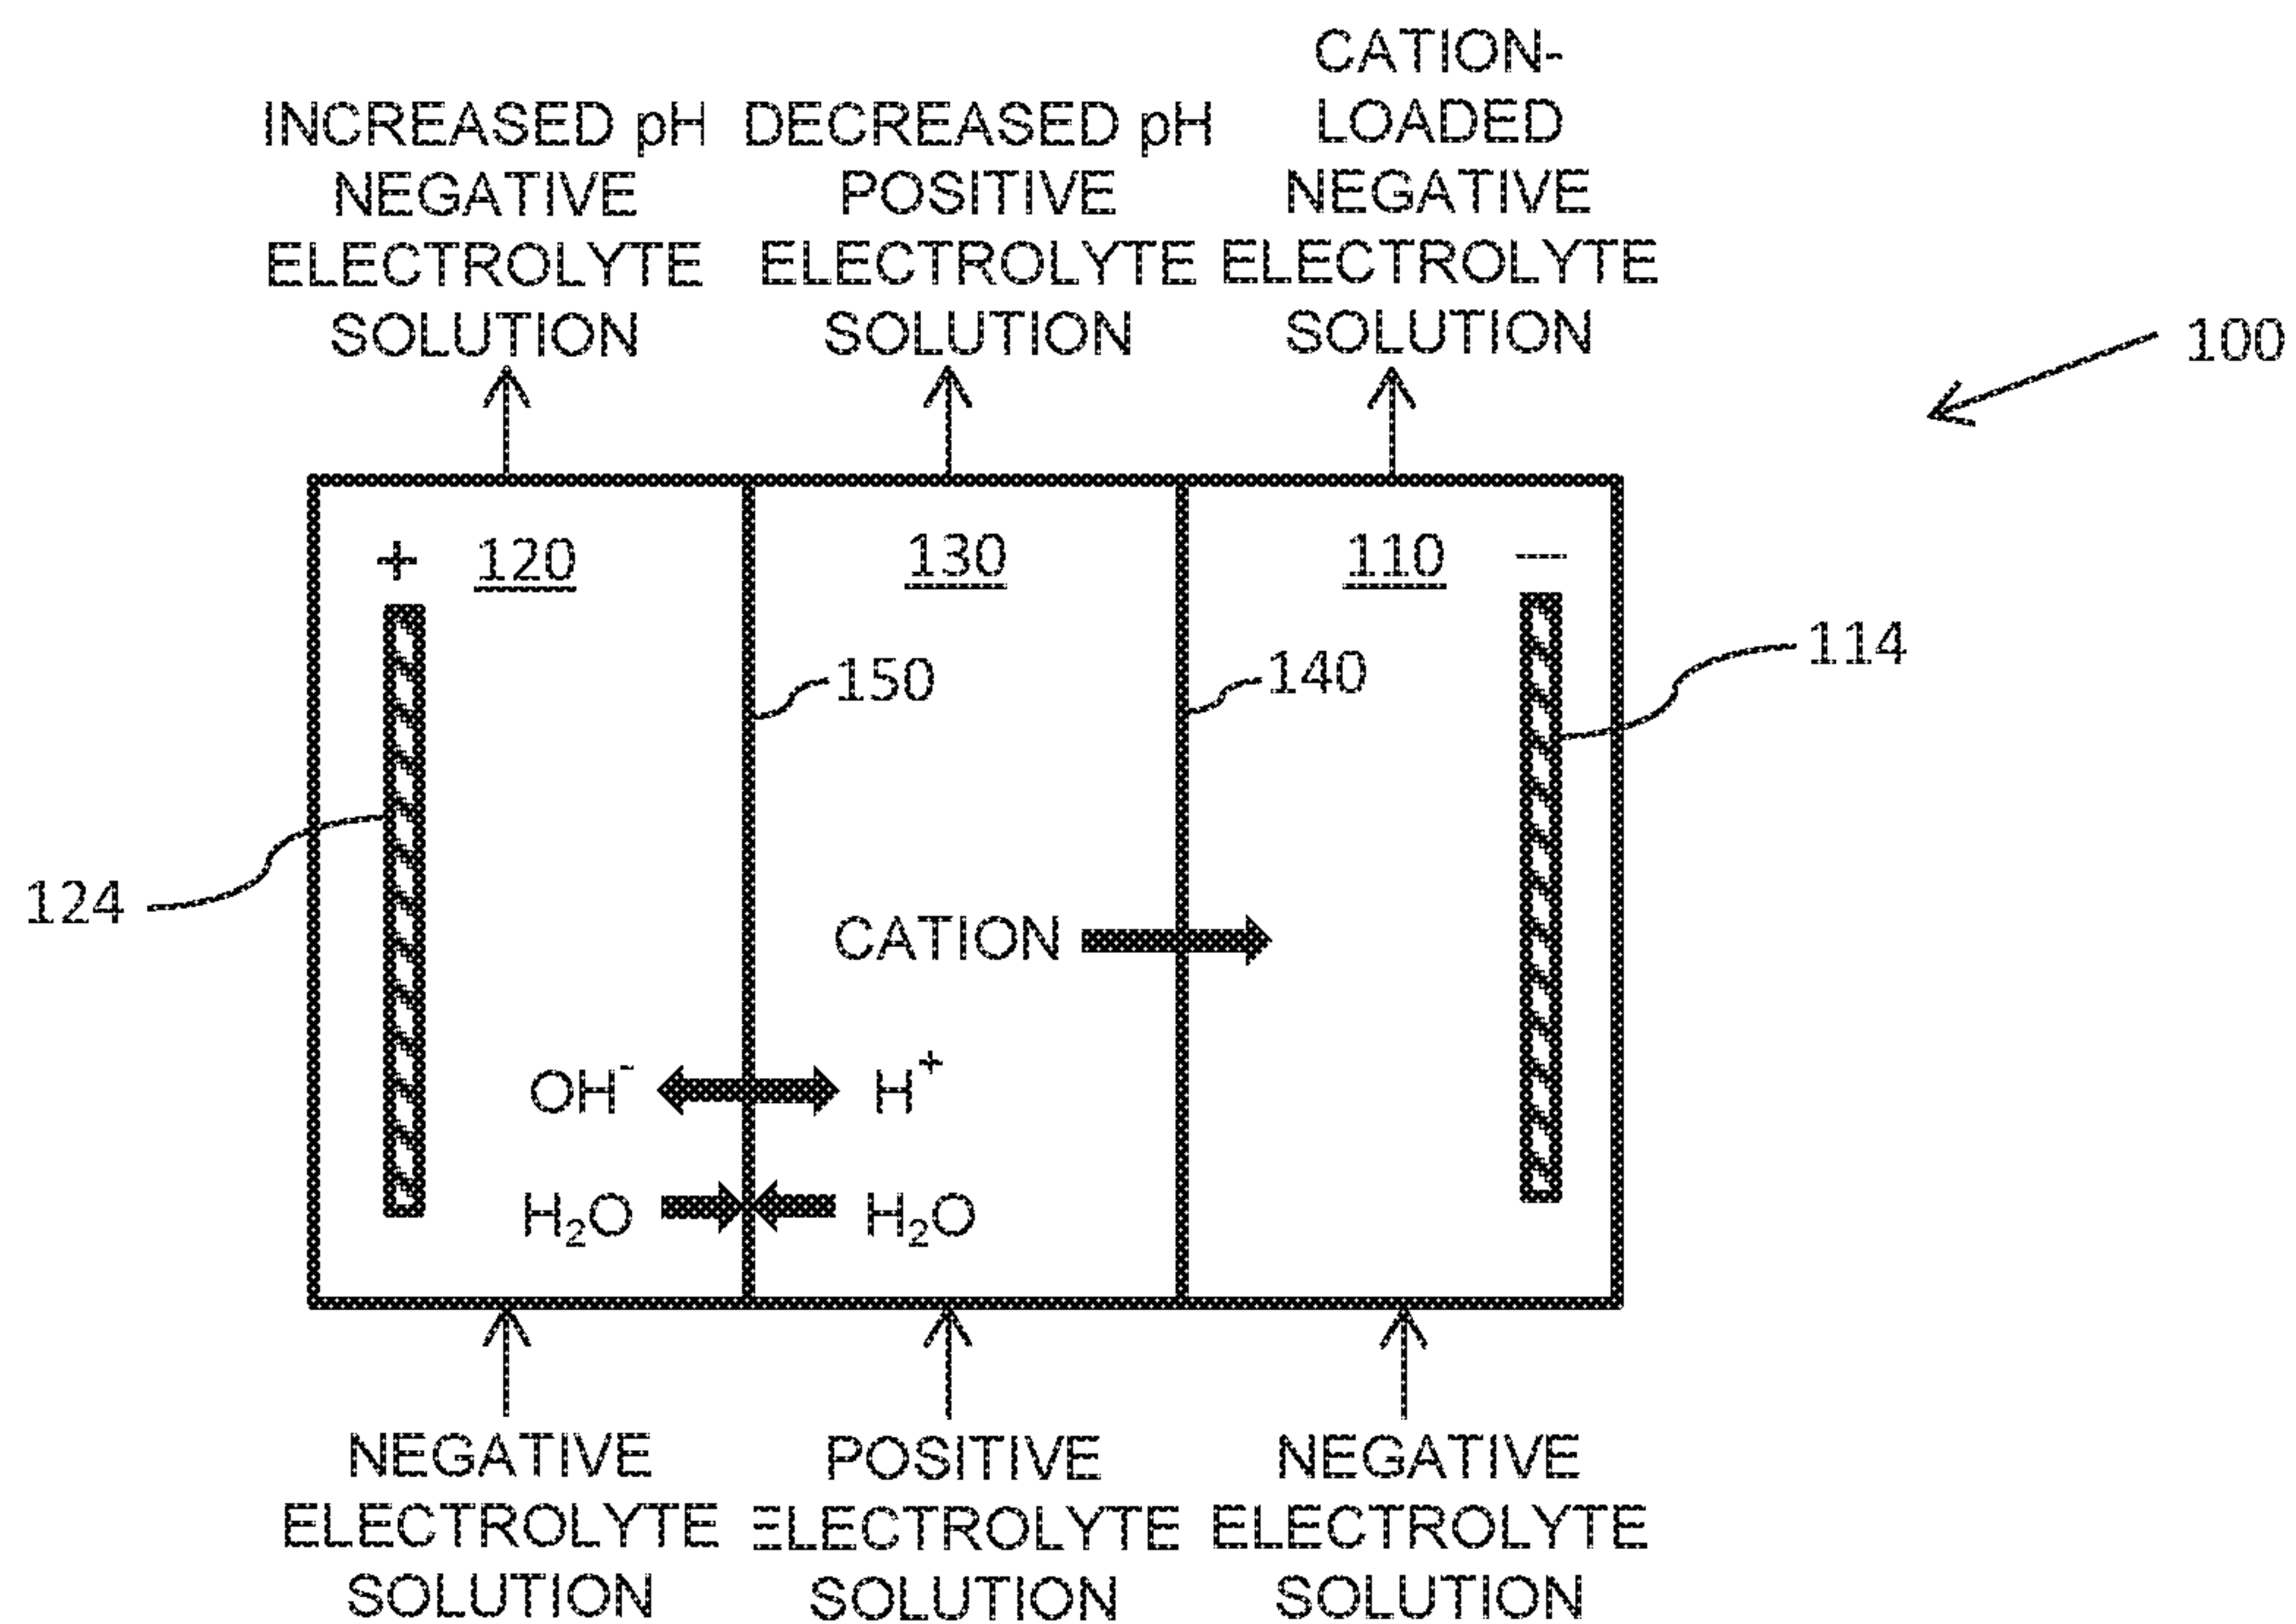 INCREASED pH
NEGATIVE
ELECTROLYTE
SOLUTION
DECREASED pH
POSITIVE
ELECTROLYTE
SOLUTION
CATION-
LOADED
NEGATIVE
ELECTROLYTE
SOLUTION
100
+
120
130
110
—
150
140
114
124
CATION
OH⁻
H⁺
H₂O
H₂O
NEGATIVE
ELECTROLYTE
SOLUTION
POSITIVE
ELECTROLYTE
SOLUTION
NEGATIVE
ELECTROLYTE
SOLUTION